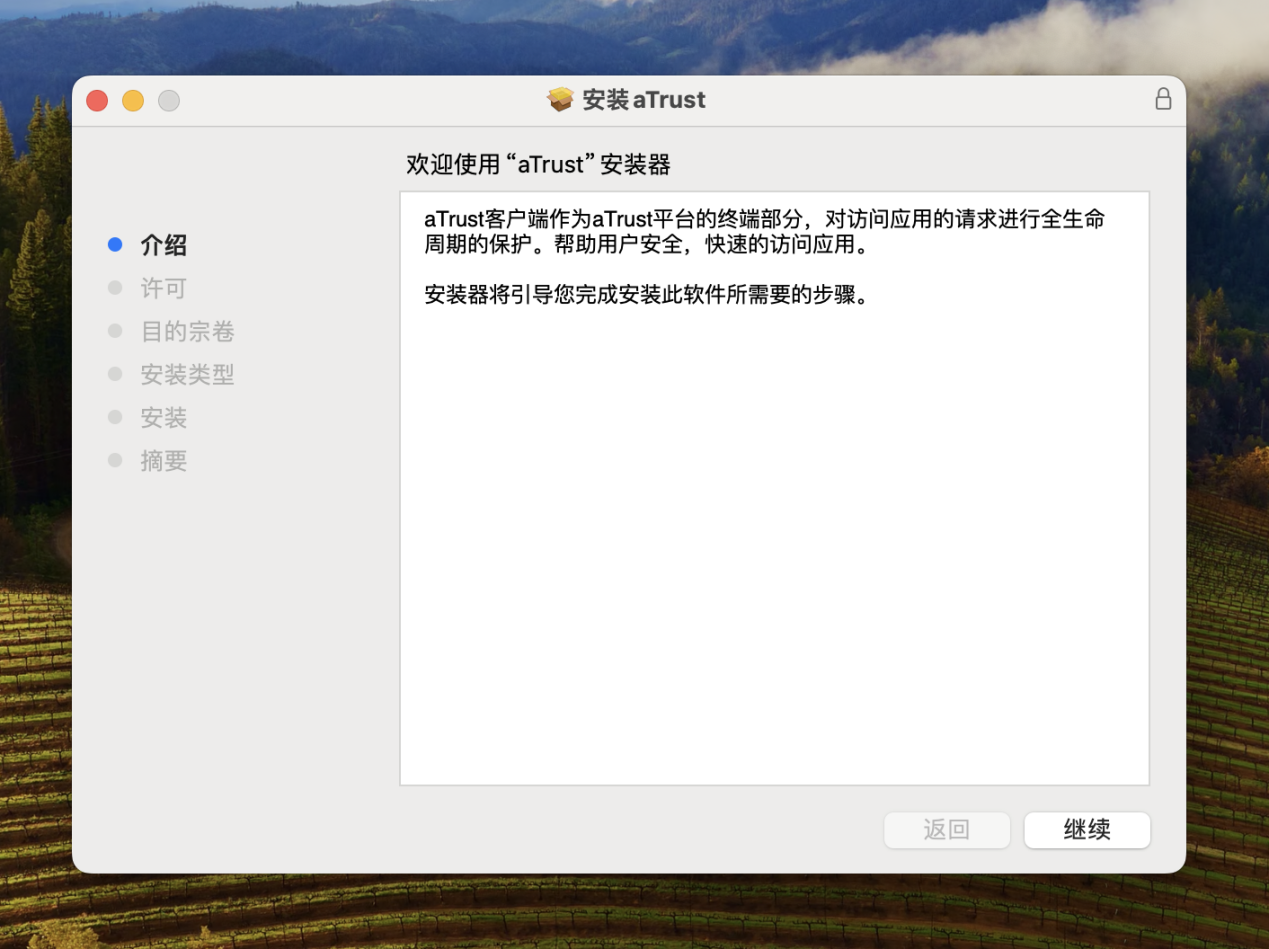 安装 aTrust
欢迎使用“aTrust”安装器
介绍
许可
目的宗卷
安装类型
安装
摘要
aTrust客户端作为aTrust平台的终端部分，对访问应用的请求进行全生命
周期的保护。帮助用户安全，快速的访问应用。
安装器将引导您完成安装此软件所需要的步骤。
返回
继续